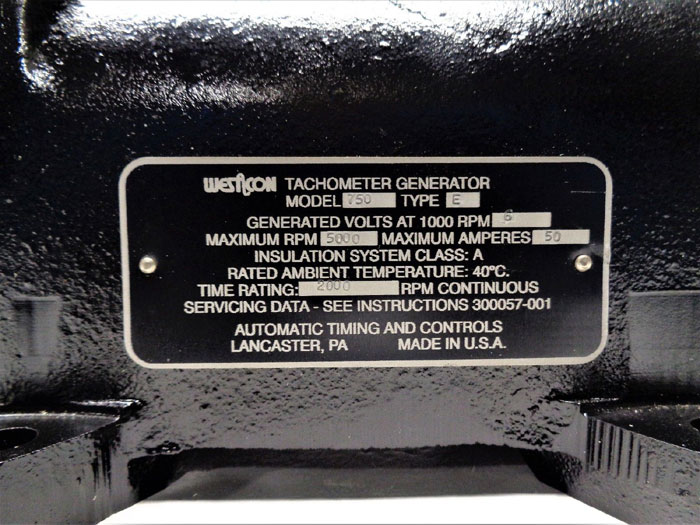 WESTCON TACHOMETER GENERATOR
MODEL 750 TYPE E
GENERATED VOLTS AT 1000 RPM 6
MAXIMUM RPM 5000 MAXIMUM AMPERES 50
INSULATION SYSTEM CLASS: A
RATED AMBIENT TEMPERATURE: 40°C.
TIME RATING: 2000 RPM CONTINUOUS
SERVICING DATA - SEE INSTRUCTIONS 300057-001
AUTOMATIC TIMING AND CONTROLS
LANCASTER, PA MADE IN U.S.A.